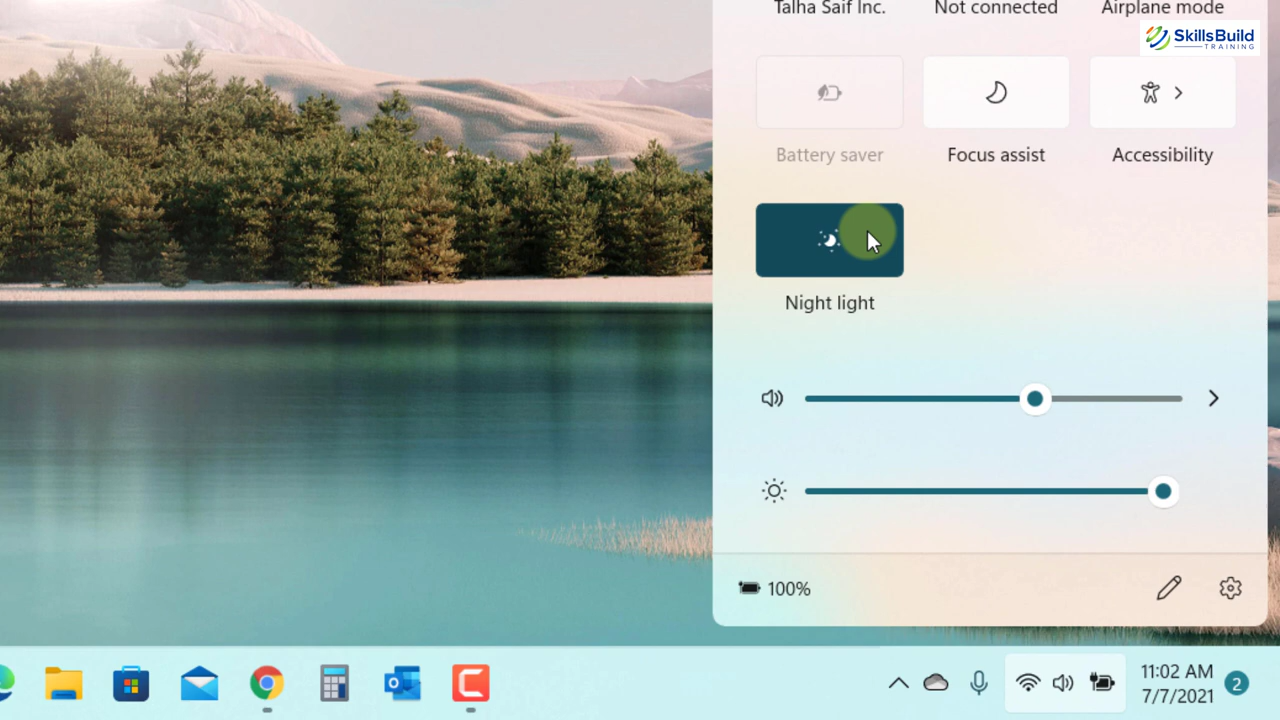 Talha Saif Inc.
Not connected
Airplane mode
SkillsBuild
TRAINING
Battery saver
Focus assist
Accessibility
Night light
100%
11:02 AM
7/7/2021
2